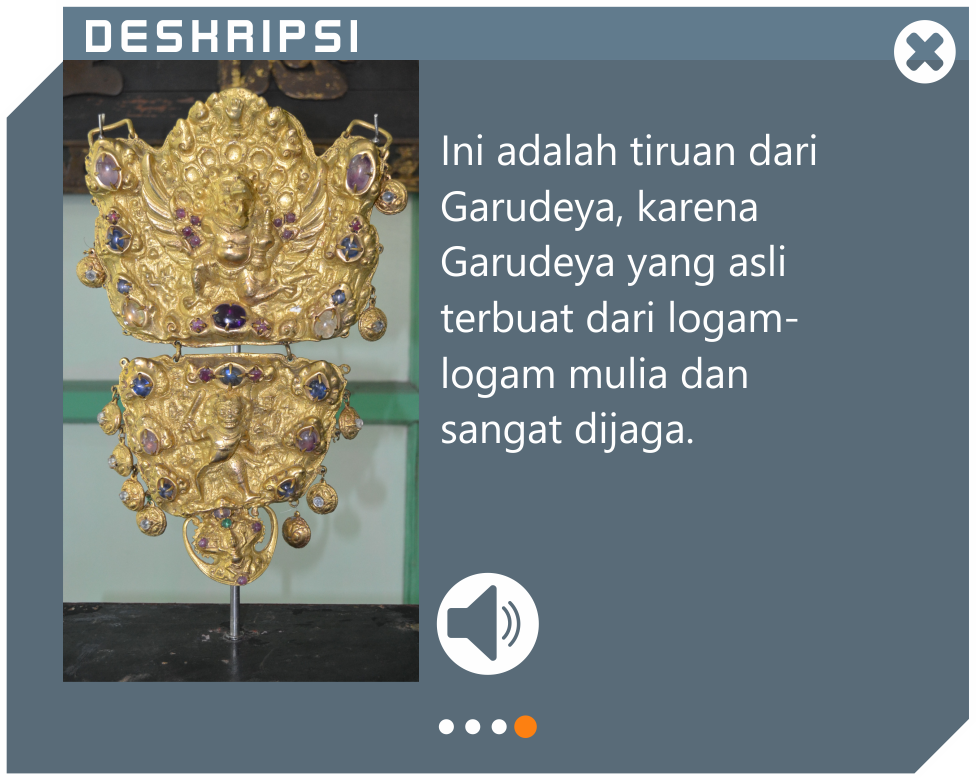 DESKRIPSI
Ini adalah tiruan dari
Garudeya, karena
Garudeya yang asli
terbuat dari logam-
logam mulia dan
sangat dijaga.